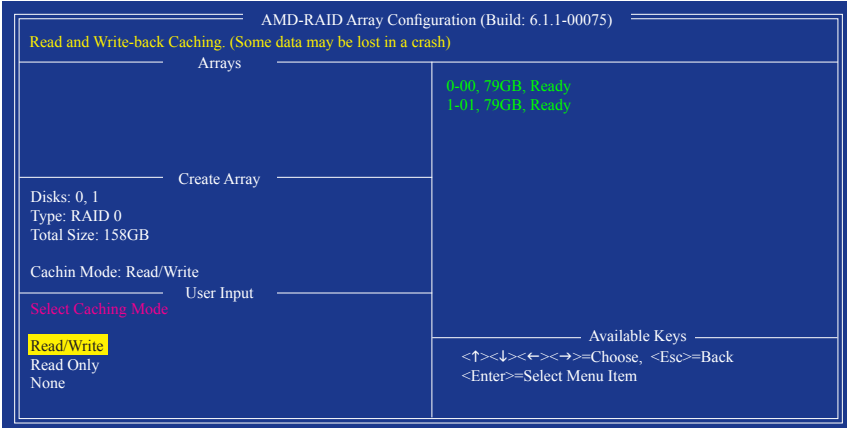 AMD-RAID Array Configuration (Build: 6.1.1-00075)
Read and Write-back Caching. (Some data may be lost in a crash)
Arrays
0-00, 79GB, Ready
1-01, 79GB, Ready
Create Array
Disks: 0, 1
Type: RAID 0
Total Size: 158GB
Cachin Mode: Read/Write
User Input
Select Caching Mode
Read/Write
Read Only
None
Available Keys
<↑><↓><←><→>=Choose, <Esc>=Back
<Enter>=Select Menu Item